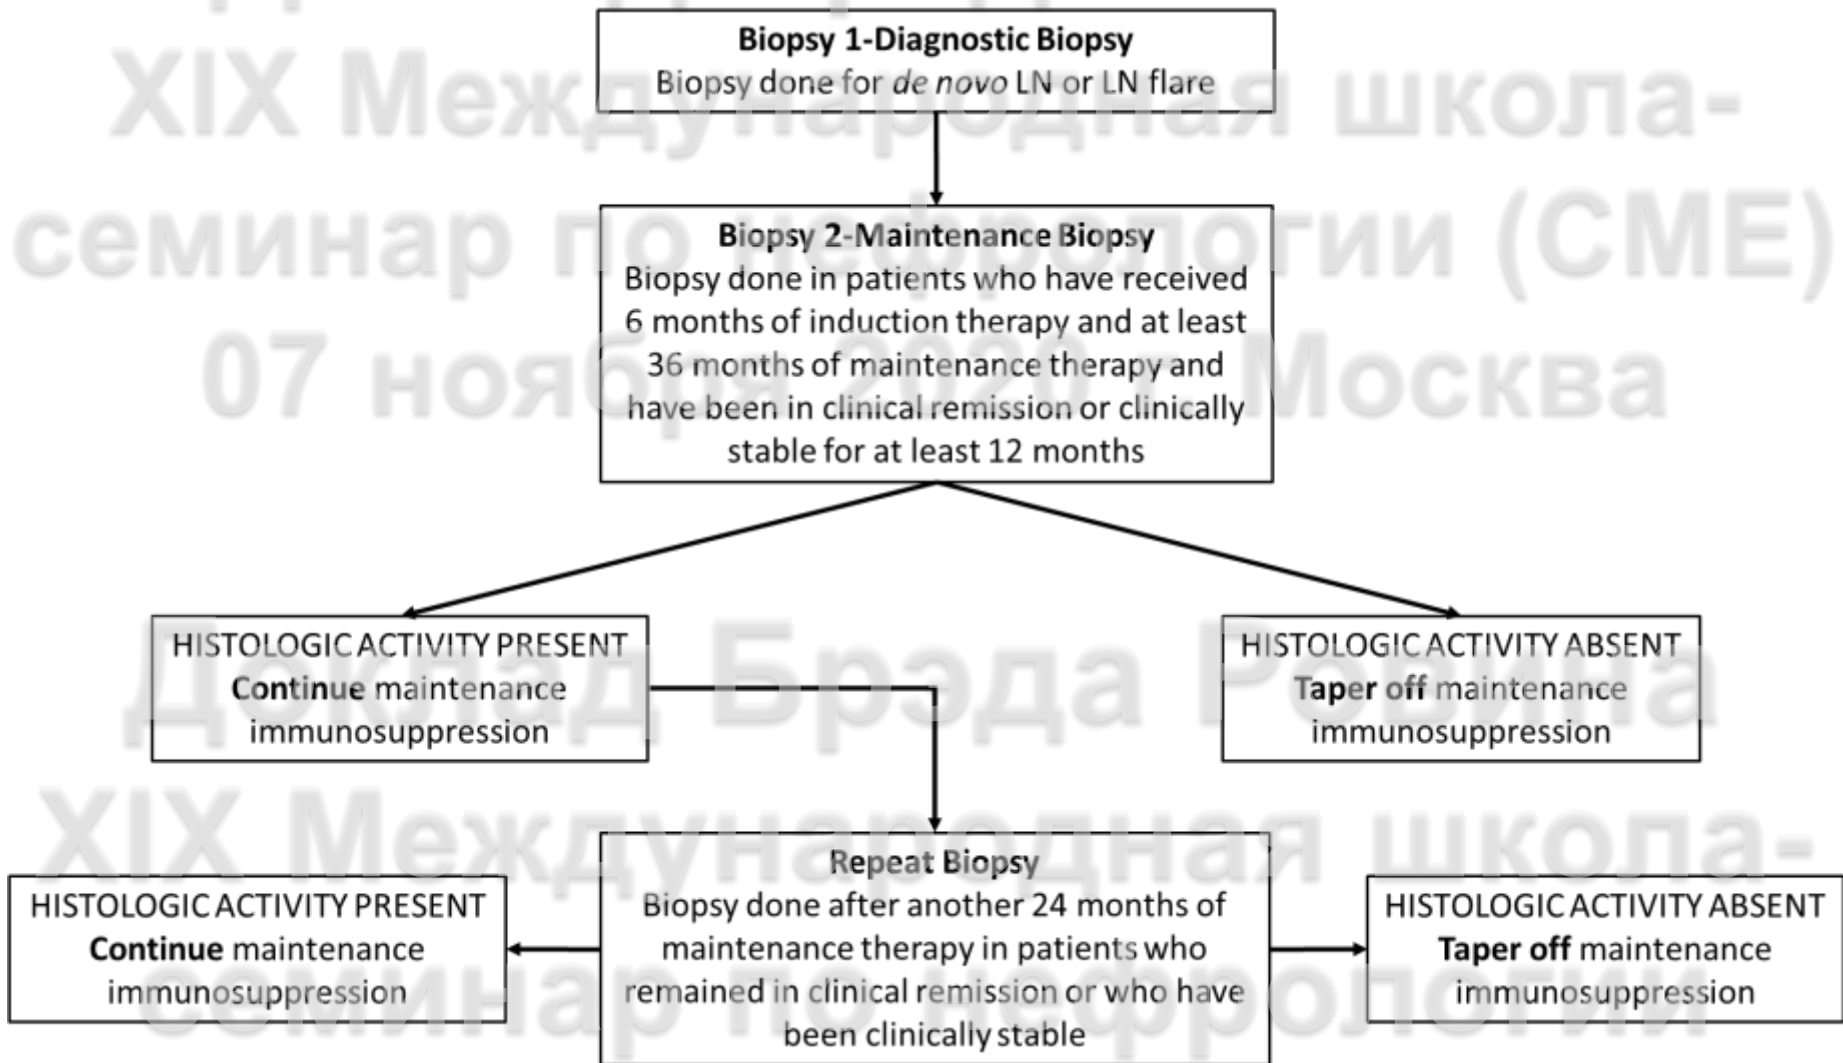 Biopsy 1-Diagnostic Biopsy
Biopsy done for de novo LN or LN flare
XIX Международная школа-
семинар по нефрологии (CME)
07 ноября 2020 . Москва
Biopsy 2-Maintenance Biopsy
Biopsy done in patients who have received
6 months of induction therapy and at least
36 months of maintenance therapy and
have been in clinical remission or clinically
stable for at least 12 months
HISTOLOGIC ACTIVITY PRESENT
Continue maintenance
immunosuppression
HISTOLOGIC ACTIVITY ABSENT
Taper off maintenance
immunosuppression
Доклад Брэда Ровина
XIX Международная школа-
семинар по нефрологии
Repeat Biopsy
Biopsy done after another 24 months of
maintenance therapy in patients who
remained in clinical remission or who have
been clinically stable
HISTOLOGIC ACTIVITY PRESENT
Continue maintenance
immunosuppression
HISTOLOGIC ACTIVITY ABSENT
Taper off maintenance
immunosuppression